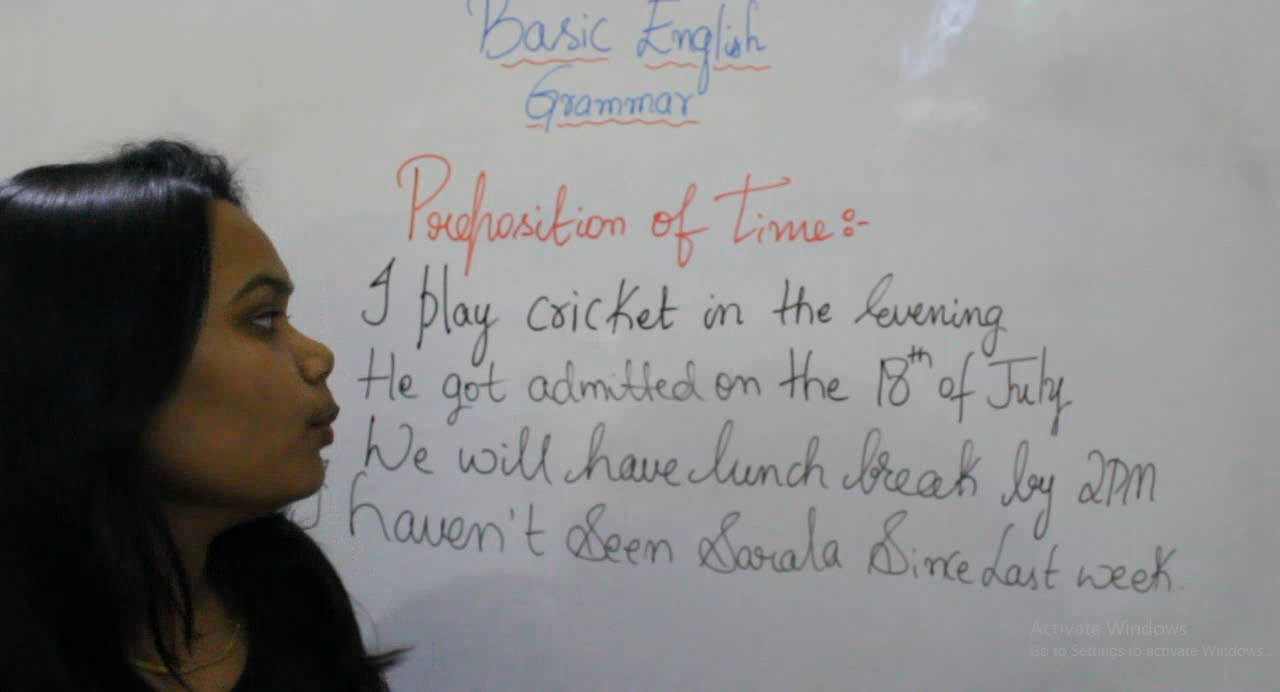 Basic English
Grammar
Preposition of Time:-
I play cricket in the evening
He got admitted on the 18th of July
We will have lunch break by 2PM
I haven't seen Sarala Since Last week
Activate Windows
Go to Settings to activate Windows...